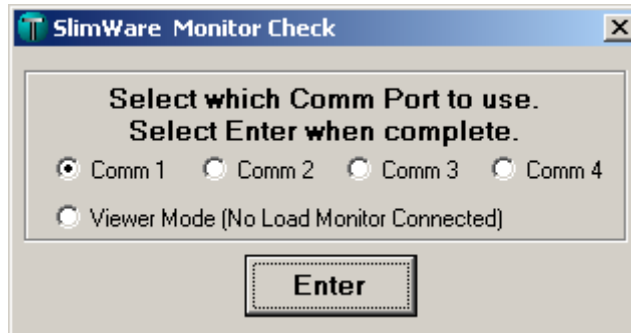 SlimWare Monitor Check
Select which Comm Port to use.
Select Enter when complete.
Comm 1 Comm 2 Comm 3 Comm 4
Viewer Mode (No Load Monitor Connected)
Enter